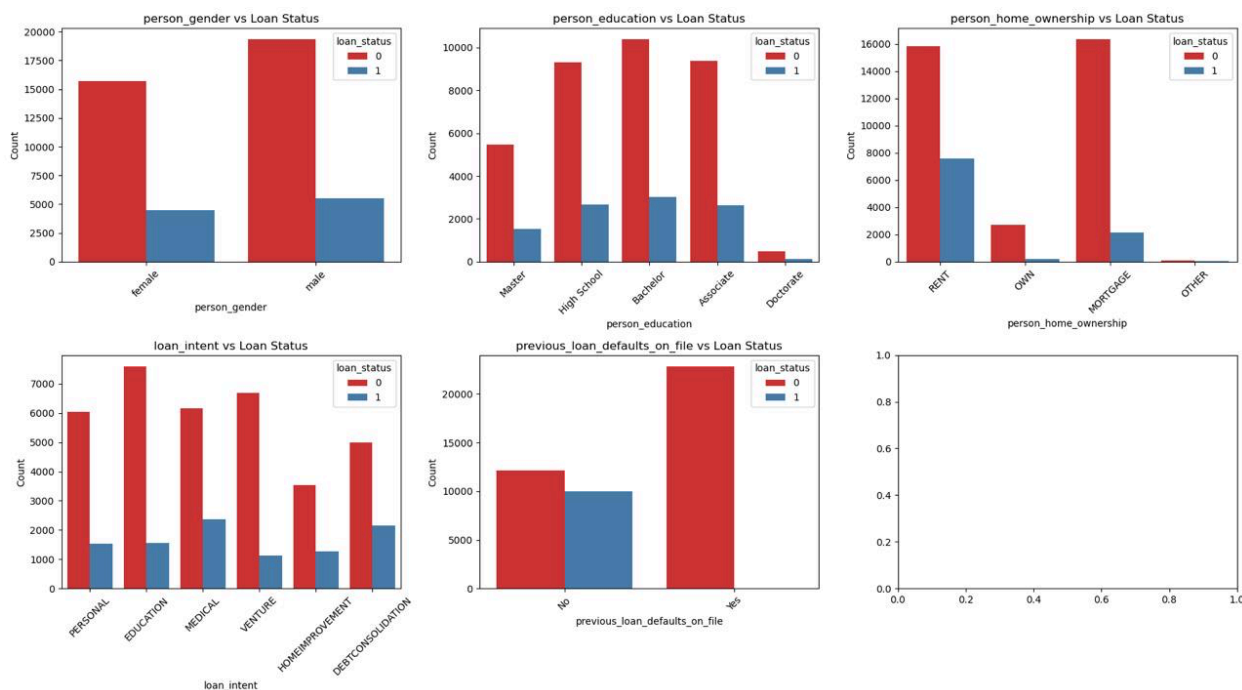 person_gender vs Loan Status
20000
17500
15000
12500
10000
7500
5000
2500
0
Count
loan_status
0
1
female
male
person_gender
person_education vs Loan Status
10000
8000
6000
4000
2000
0
Count
loan_status
0
1
Master
High School
Bachelor
Associate
Doctorate
person_education
person_home_ownership vs Loan Status
16000
14000
12000
10000
8000
6000
4000
2000
0
Count
loan_status
0
1
RENT
OWN
MORTGAGE
OTHER
person_home_ownership
loan_intent vs Loan Status
7000
6000
5000
4000
3000
2000
1000
0
Count
loan_status
0
1
PERSONAL
EDUCATION
MEDICAL
VENTURE
HOMEIMPROVEMENT
DEBTCONSOLIDATION
loan_intent
previous_loan_defaults_on_file vs Loan Status
20000
15000
10000
5000
0
Count
loan_status
0
1
No
Yes
previous_loan_defaults_on_file
1.0
0.8
0.6
0.4
0.2
0.0
0.0
0.2
0.4
0.6
0.8
1.0